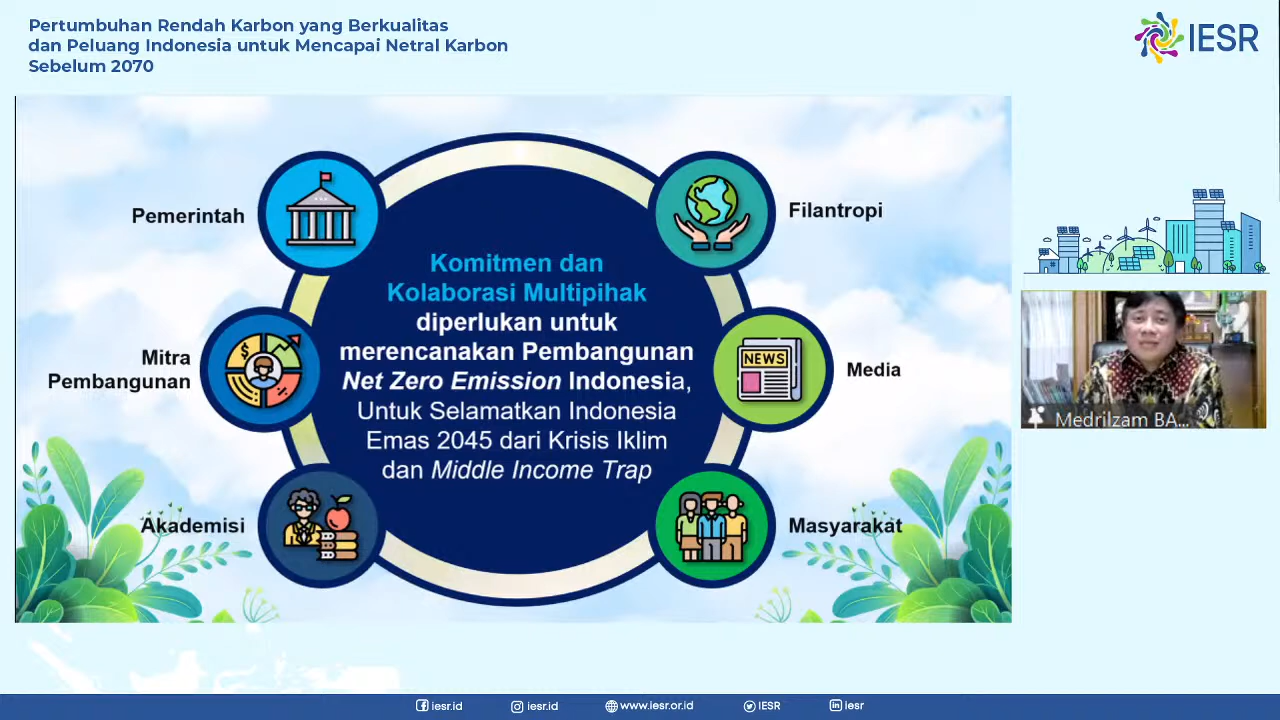 Pertumbuhan Rendah Karbon yang Berkualitas
dan Peluang Indonesia untuk Mencapai Netral Karbon
Sebelum 2070
IESR
Pemerintah
Filantropi
Komitmen dan
Kolaborasi Multipihak
diperlukan untuk
merencanakan Pembangunan
Net Zero Emission Indonesia,
Untuk Selamatkan Indonesia
Emas 2045 dari Krisis Iklim
dan Middle Income Trap
Mitra
Pembangunan
$
%
NEWS
Media
Akademisi
Masyarakat
Medrilzam BA...
iesr.id
iesr.id
www.iesr.or.id
IESR
iesr